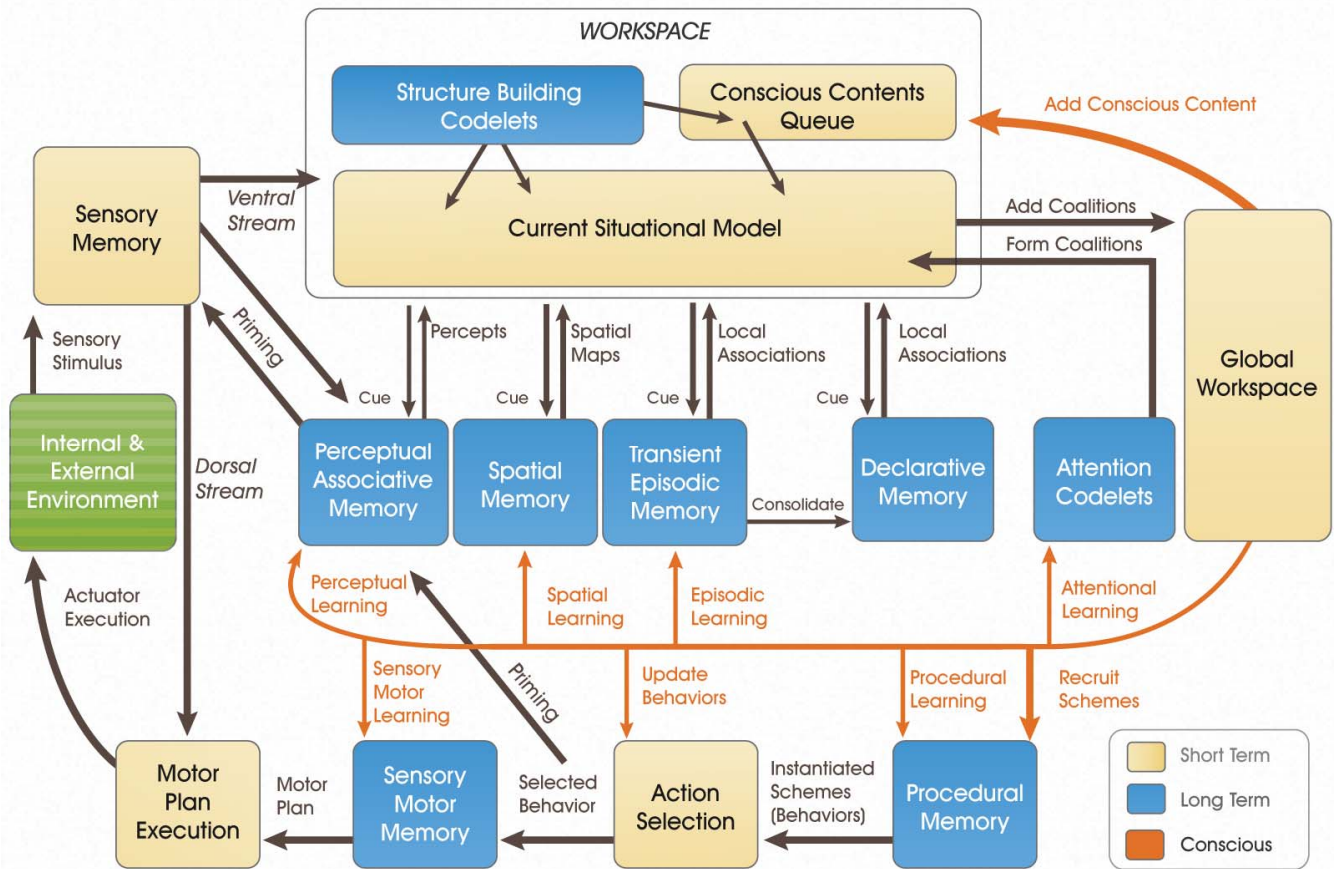 WORKSPACE
Structure Building
Codelets
Conscious Contents
Queue
Add Conscious Content
Sensory
Memory
Ventral
Stream
Current Situational Model
Add Coalitions
Form Coalitions
Global
Workspace
Sensory
Stimulus
Priming
Percepts
Spatial
Maps
Local
Associations
Local
Associations
Cue
Cue
Cue
Cue
Internal &
External
Environment
Dorsal
Stream
Perceptual
Associative
Memory
Spatial
Memory
Transient
Episodic
Memory
Consolidate
Declarative
Memory
Attention
Codelets
Actuator
Execution
Perceptual
Learning
Spatial
Learning
Episodic
Learning
Attentional
Learning
Sensory
Motor
Learning
Priming
Update
Behaviors
Procedural
Learning
Recruit
Schemes
Motor
Plan
Execution
Motor
Plan
Sensory
Motor
Memory
Selected
Behavior
Action
Selection
Instantiated
Schemes
(Behaviors)
Procedural
Memory
Short Term
Long Term
Conscious